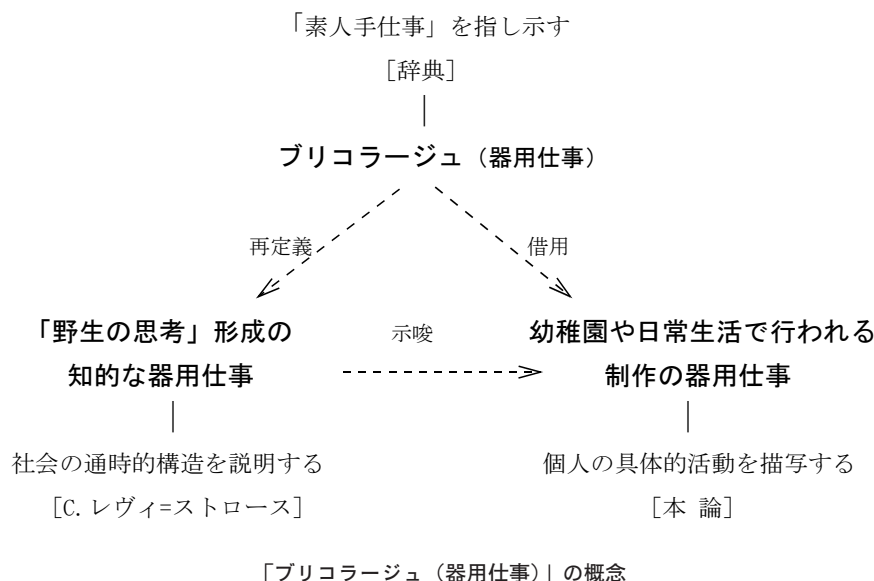 「素人手仕事」を指し示す
［辞典］
ブリコラージュ（器用仕事）
再定義
借用
「野生の思考」形成の
知的な器用仕事
示唆
幼稚園や日常生活で行われる
制作の器用仕事
社会の通時的構造を説明する
［C. レヴィ=ストロース］
個人の具体的活動を描写する
［本 論］
「ブリコラージュ（器用仕事）」の概念